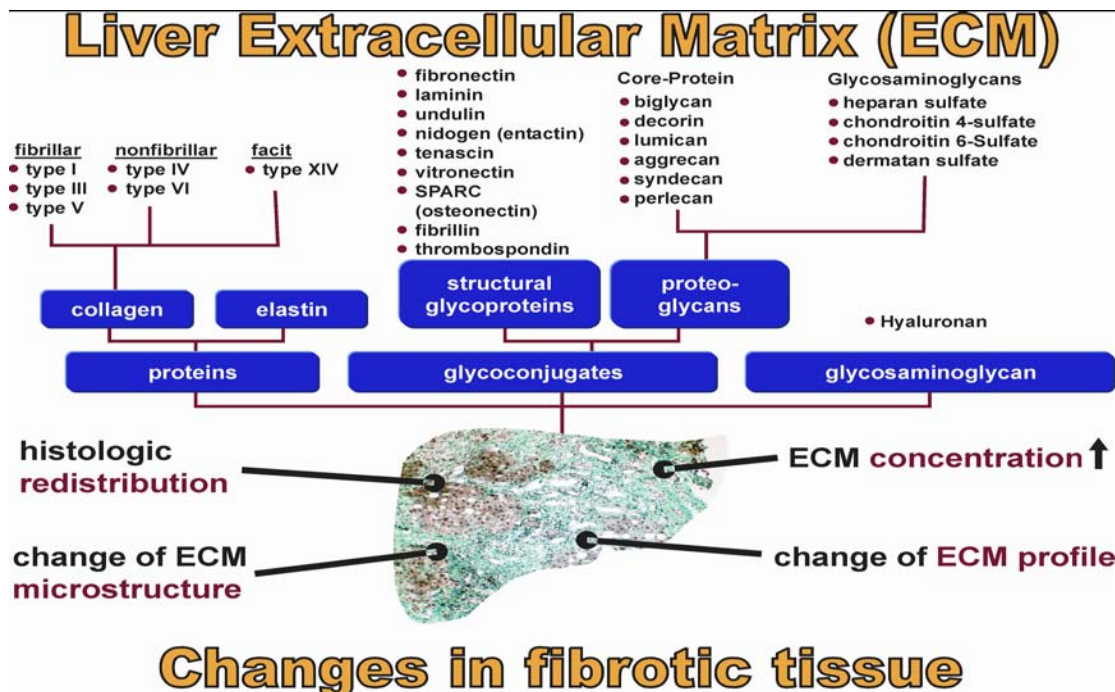 Liver Extracellular Matrix (ECM)
fibrillar
type I
type III
type V
nonfibrillar
type IV
type VI
facit
type XIV
fibronectin
laminin
undulin
nidogen (entactin)
tenascin
vitronectin
SPARC
(osteonectin)
fibrillin
thrombospondin
Core-Protein
biglycan
decorin
lumican
aggrecan
syndecan
perlecan
Glycosaminoglycans
heparan sulfate
chondroitin 4-sulfate
chondroitin 6-Sulfate
dermatan sulfate
collagen
elastin
structural
glycoproteins
proteo-
glycans
Hyaluronan
proteins
glycoconjugates
glycosaminoglycan
histologic
redistribution
ECM concentration
change of ECM
microstructure
change of ECM profile
Changes in fibrotic tissue